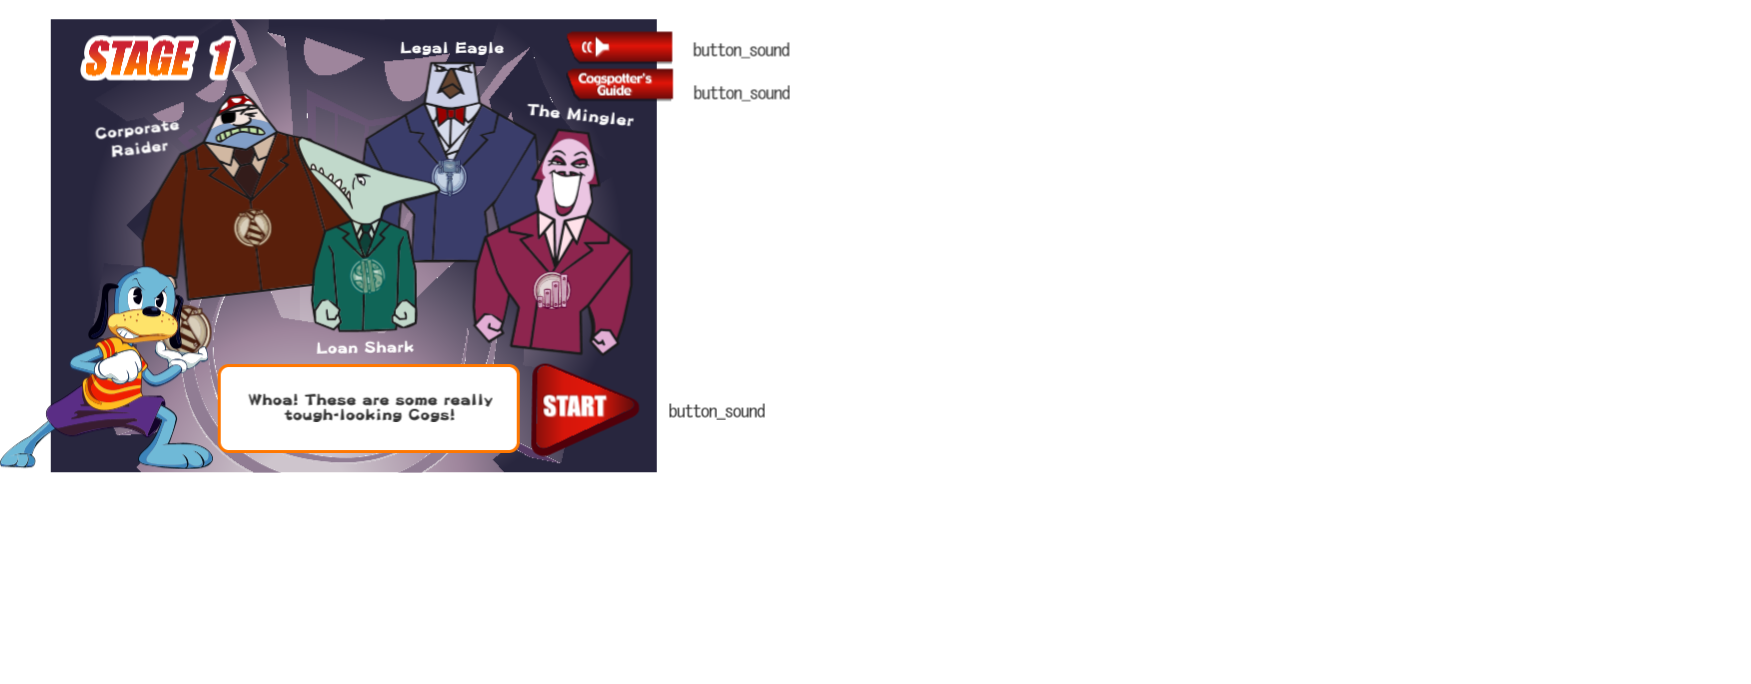 STAGE 1
Legal Eagle
button_sound
Cogspotter's
Guide
button_sound
The Mingler
Corporate
Raider
Loan Shark
Whoa! These are some really
tough-looking Cogs!
START
button_sound